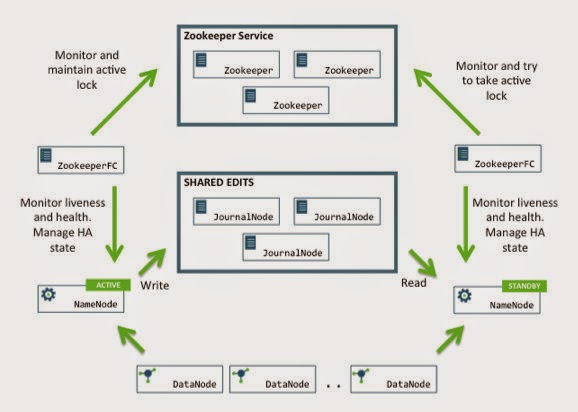 Zookeeper Service
Zookeeper
Zookeeper
Zookeeper
Monitor and
maintain active
lock
Monitor and try
to take active
lock
ZookeeperFC
ZookeeperFC
SHARED EDITS
JournalNode
JournalNode
JournalNode
Monitor liveness
and health.
Manage HA
state
Monitor liveness
and health.
Manage HA
state
ACTIVE
NameNode
Write
Read
STANDBY
NameNode
DataNode
DataNode
. .
DataNode